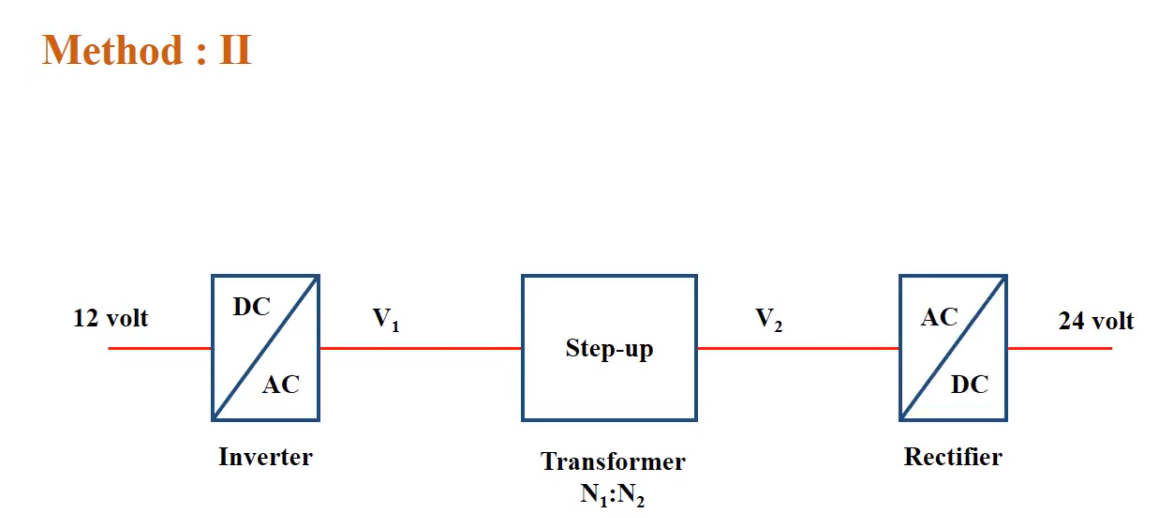 Method : II
12 volt
DC
AC
V₁
Step-up
V₂
AC
DC
24 volt
Inverter
Transformer
N₁:N₂
Rectifier